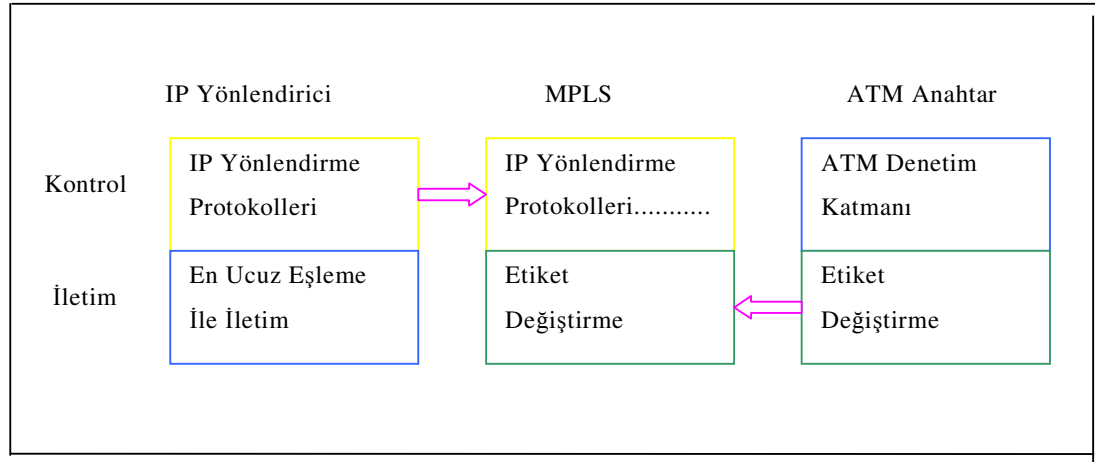 IP Yönlendirici
MPLS
ATM Anahtar
Kontrol
IP Yönlendirme
Protokolleri
IP Yönlendirme
Protokolleri...........
ATM Denetim
Katmanı
İletim
En Ucuz Eşleme
İle İletim
Etiket
Değiştirme
Etiket
Değiştirme